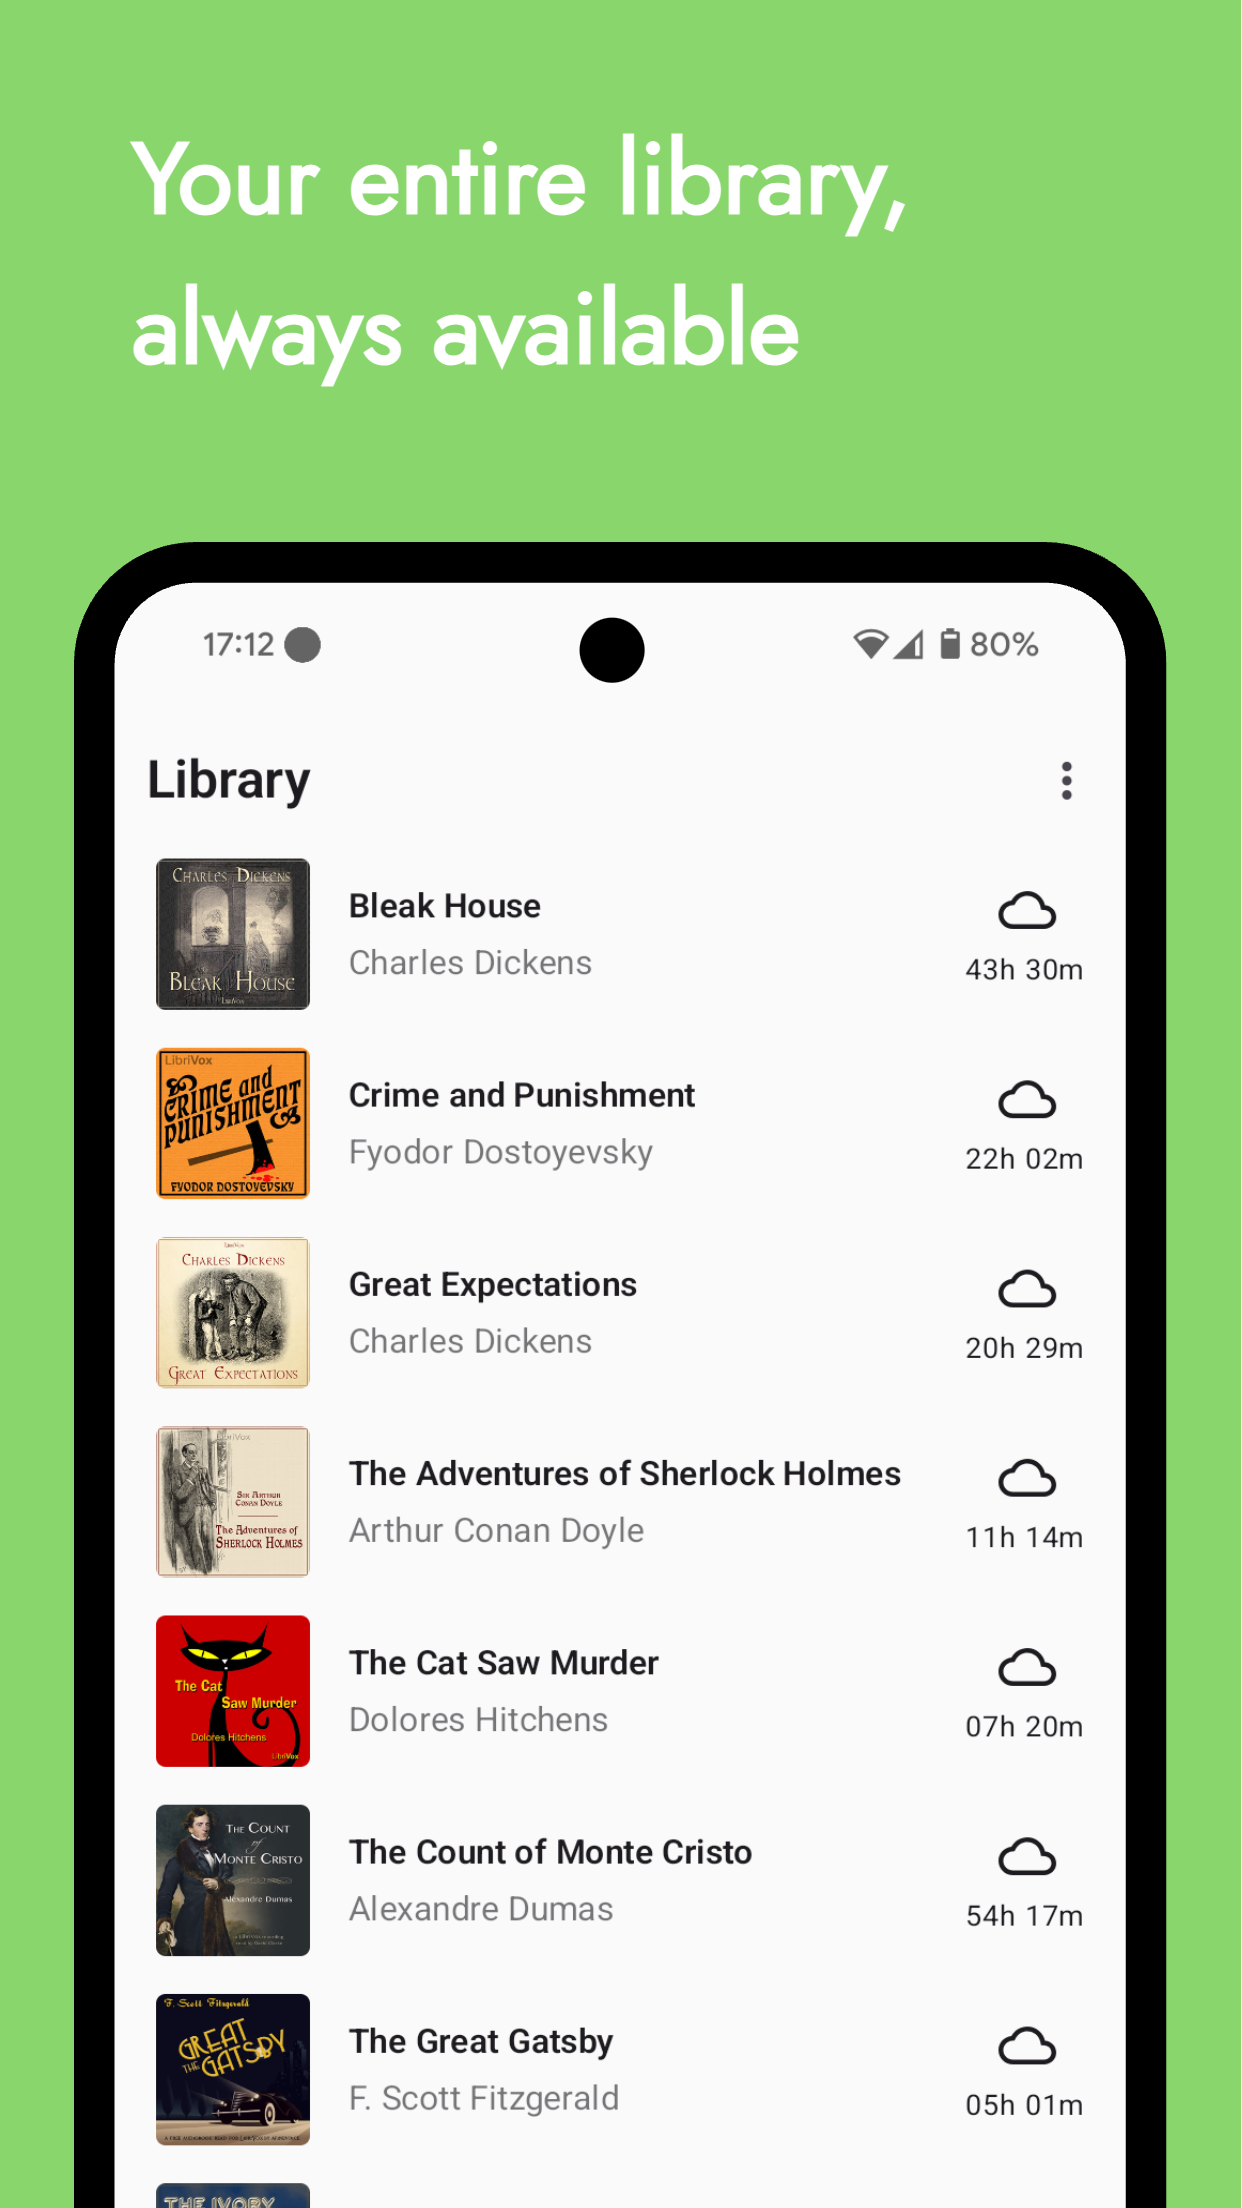 Your entire library,
always available
17:12
80%
Library
CHARLES DICKENS
BLEAK HOUSE
LibriVox
Bleak House
Charles Dickens
43h 30m
LibriVox
CRIME and
PUNISHMENT
FYODOR DOSTOYEVSKY
Crime and Punishment
Fyodor Dostoyevsky
22h 02m
LibriVox
CHARLES DICKENS
GREAT EXPECTATIONS
Great Expectations
Charles Dickens
20h 29m
LibriVox
SIR ARTHUR
CONAN DOYLE
The Adventures of
SHERLOCK HOLMES
The Adventures of Sherlock Holmes
Arthur Conan Doyle
11h 14m
The Cat
Saw Murder
Dolores Hitchens
LibriVox
The Cat Saw Murder
Dolores Hitchens
07h 20m
THE COUNT
of
MONTE CRISTO
Alexandre Dumas
The Count of Monte Cristo
Alexandre Dumas
54h 17m
F. Scott Fitzgerald
THE GREAT
GATSBY
The Great Gatsby
F. Scott Fitzgerald
05h 01m
THE IVORY